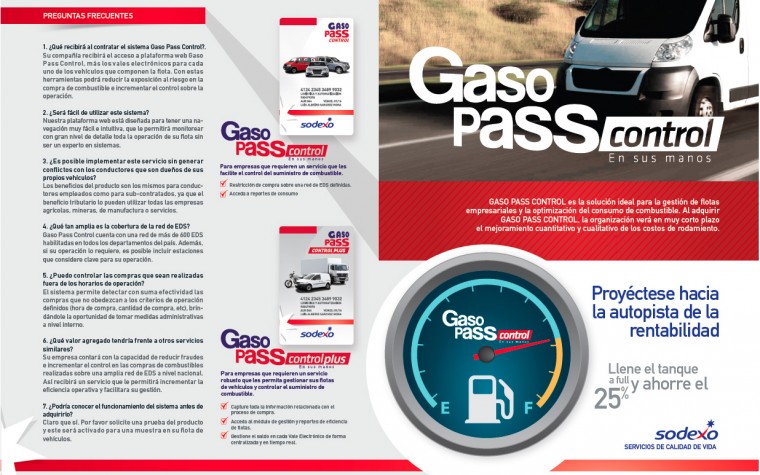 PREGUNTAS FRECUENTES
1. ¿Qué recibirá al contratar el sistema Gaso Pass Control?.
Su compañía recibirá el acceso a plataforma web Gaso
Pass Control, más los vales electrónicos para cada
uno de los vehículos que componen la flota. Con estas
herramientas podrá reducir la exposición al riesgo en la
compra de combustible e incrementar el control sobre la
operación.
2. ¿Será fácil de utilizar este sistema?
Nuestra plataforma web está diseñada para tener una na-
vegación muy fácil e intuitiva, que le permitirá monitorear
con gran nivel de detalle toda la operación de su flota sin
ser un experto en sistemas.
3. ¿Es posible implementar este servicio sin generar
conflictos con los conductores que son dueños de sus
propios vehículos?
Los beneficios del producto son los mismos para conduc-
tores empleados como para sub-contratados, ya que el
beneficio tributario lo pueden utilizar todas las empresas
agrícolas, mineras, de manufactura o servicios.
4. ¿Qué tan amplia es la cobertura de la red de EDS?
Gaso Pass Control cuenta con una red de más de 600 EDS
habilitadas en todos los departamentos del país. Además,
si su operación lo requiere, es posible incluir estaciones
que considere clave para su operación.
5. ¿Puedo controlar las compras que sean realizadas
fuera de los horarios de operación?
El sistema permite detectar con suma efectividad las
compras que no obedezcan a los criterios de operación
definidas (hora de compra, cantidad de compra, etc), brin-
dándole la oportunidad de tomar medidas administrativas
a nivel interno.
6. ¿Qué valor agregado tendría frente a otros servicios
similares?
Su empresa contará con la capacidad de reducir fraudes
e incrementar el control en las compras de combustibles
realizadas sobre una amplia red de EDS a nivel nacional.
Así recibirá un servicio que le permitirá incrementar la
eficiencia operativa y facilitara su gestión.
7. ¿Podría conocer el funcionamiento del sistema antes de
adquirirlo?
Claro que sí. Por favor solicite una prueba del producto
y este será activado para una muestra en su flota de
vehículos.
GASO
PASS
CONTROL
6126 2345 3489 9032
sodexo
Gaso
Pass control
En sus manos
Para empresas que requieren un servicio que les
facilite el control del suministro de combustible.
Restricción de compra sobre una red de EDS definidas.
Acceda a reportes de consumo
GASO
PASS
CONTROL PLUS
6126 2345 3489 9032
sodexo
Gaso
Pass control plus
En sus manos
Para empresas que requieren un servicio
robusto que les permita gestionar sus flotas
de vehículos y controlar el suministro de
combustible.
Capture toda la información relacionada con el
proceso de compra.
Acceda al módulo de gestión y reportes de eficiencia
de flotas.
Gestione el saldo en cada Vale Electrónico de forma
centralizada y en tiempo real.
Gaso
Pass control
En sus manos
GASO PASS CONTROL es la solución ideal para la gestión de flotas
empresariales y la optimización del consumo de combustible. Al adquirir
GASO PASS CONTROL, la organización verá en muy corto plazo
el mejoramiento cuantitativo y cualitativo de los costos de rodamiento.
Gaso
Pass control
En sus manos
E F
Proyéctese hacia
la autopista de la
rentabilidad
Llene el tanque
a full y ahorre el
25%
sodexo
SERVICIOS DE CALIDAD DE VIDA